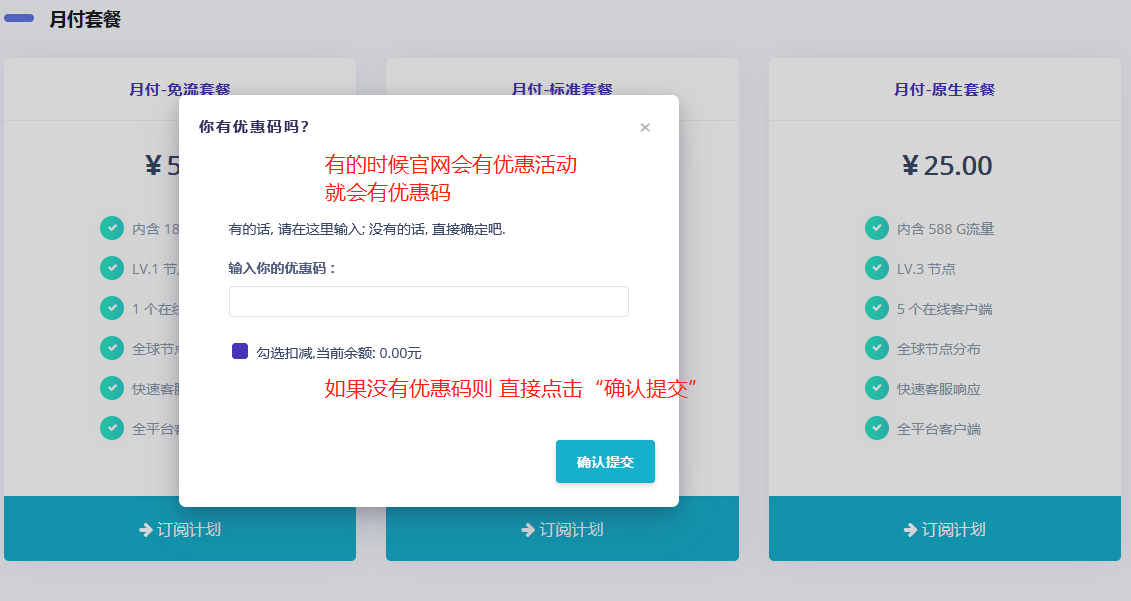 月付套餐
月付-免流套餐
月付-标准套餐
月付-原生套餐
你有优惠码吗?
×
有的时候官网会有优惠活动
就会有优惠码
有的话, 请在这里输入; 没有的话, 直接确定吧.
输入你的优惠码：
勾选扣减,当前余额: 0.00元
如果没有优惠码则 直接点击“确认提交”
确认提交
¥ 5
内含 18
LV.1 节
1 个在线
全球节
快速客
全平台
¥ 25.00
内含 588 G流量
LV.3 节点
5 个在线客户端
全球节点分布
快速客服响应
全平台客户端
订阅计划
订阅计划
订阅计划